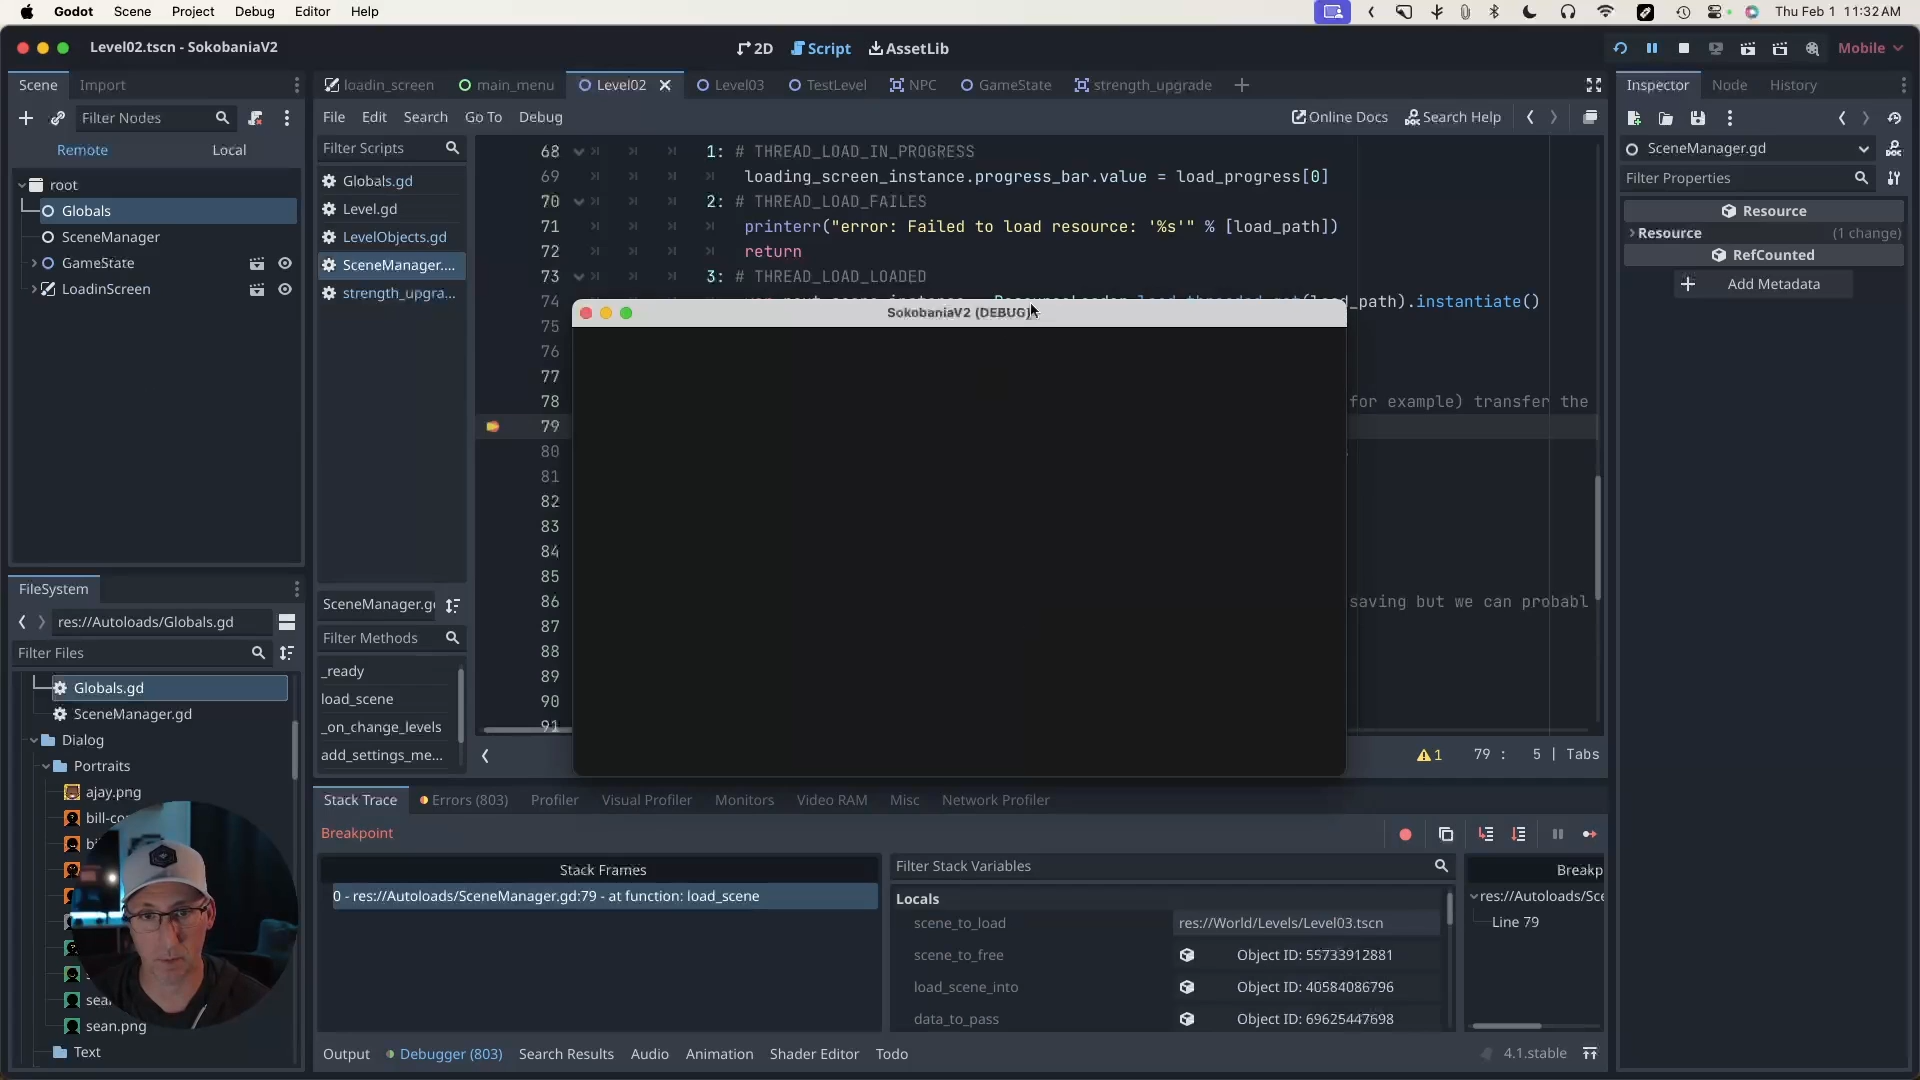 Godot Scene Project Debug Editor Help Thu Feb 1 11:32 AM
Level02.tscn - SokobaniaV2 2D Script AssetLib Mobile
Scene Import
Filter Nodes
Remote Local
root
Globals
SceneManager
GameState
LoadinScreen
FileSystem
res://Autoloads/Globals.gd
Filter Files
Globals.gd
SceneManager.gd
Dialog
Portraits
ajay.png
sean.png
Text
loadin_screen main_menu Level02 Level03 TestLevel NPC GameState strength_upgrade
File Edit Search Go To Debug Online Docs Search Help
Filter Scripts
Globals.gd
Level.gd
LevelObjects.gd
SceneManager....
strength_upgra...
SceneManager.g
Filter Methods
_ready
load_scene
_on_change_levels
add_settings_me...
68 1: # THREAD_LOAD_IN_PROGRESS
69 loading_screen_instance.progress_bar.value = load_progress[0]
70 2: # THREAD_LOAD_FAILES
71 printerr("error: Failed to load resource: '%s'" % [load_path])
72 return
73 3: # THREAD_LOAD_LOADED
74 _path).instantiate()
75
76
77
78 for example) transfer the
79
80
81
82
83
84
85
86 saving but we can probabl
87
88
89
90
91
SokobaniaV2 (DEBUG)
1 79 : 5 | Tabs
Stack Trace Errors (803) Profiler Visual Profiler Monitors Video RAM Misc Network Profiler
Breakpoint
Stack Frames
0 - res://Autoloads/SceneManager.gd:79 - at function: load_scene
Filter Stack Variables
Locals
scene_to_load res://World/Levels/Level03.tscn
scene_to_free Object ID: 55733912881
load_scene_into Object ID: 40584086796
data_to_pass Object ID: 69625447698
Breakp
res://Autoloads/Sce
Line 79
Output Debugger (803) Search Results Audio Animation Shader Editor Todo 4.1.stable
Inspector Node History
SceneManager.gd
Filter Properties
Resource
Resource (1 change)
RefCounted
Add Metadata